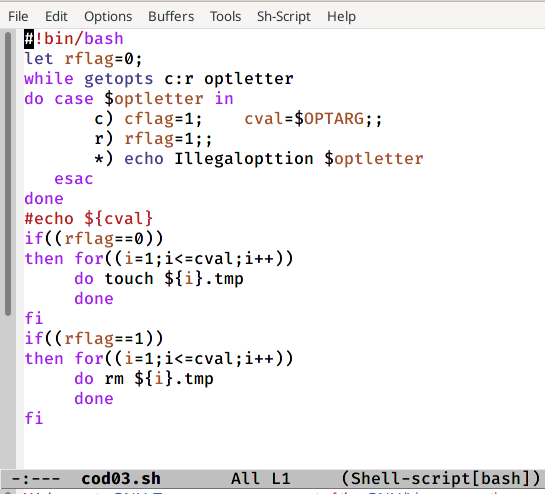 File Edit Options Buffers Tools Sh-Script Help
#!bin/bash
let rflag=0;
while getopts c:r optletter
do case $optletter in
        c) cflag=1;    cval=$OPTARG;;
        r) rflag=1;;
        *) echo Illegalopttion $optletter
   esac
done
#echo ${cval}
if((rflag==0))
then for((i=1;i<=cval;i++))
     do touch ${i}.tmp
     done
fi
if((rflag==1))
then for((i=1;i<=cval;i++))
     do rm ${i}.tmp
     done
fi
-:---  cod03.sh       All L1     (Shell-script[bash])